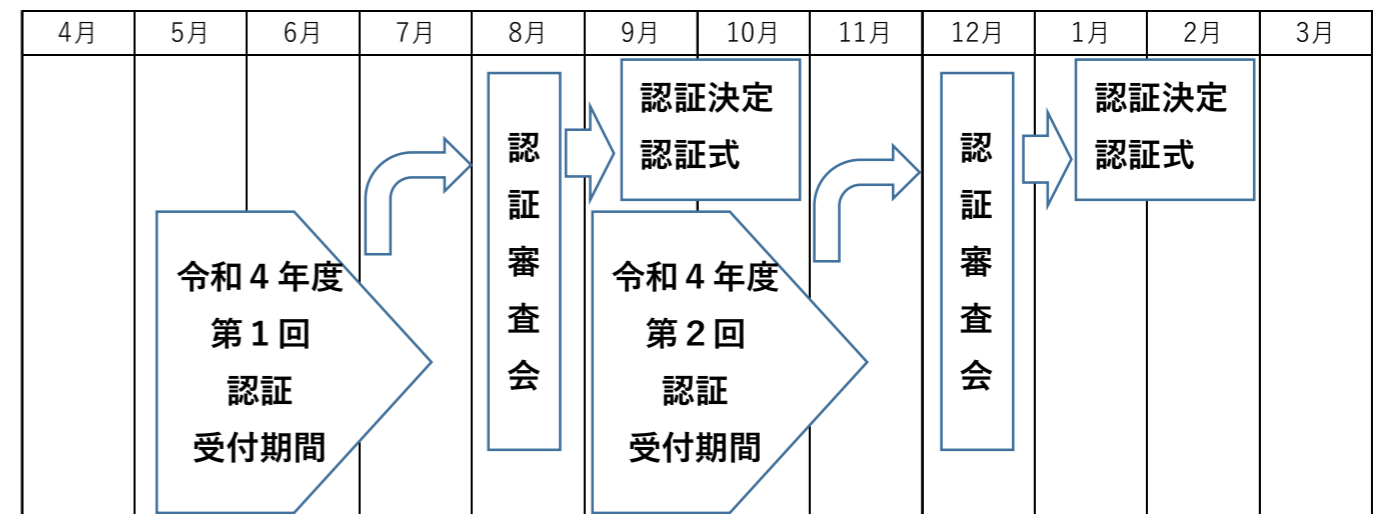 4月 5月 6月 7月 8月 9月 10月 11月 12月 1月 2月 3月
令和４年度
第１回
認証
受付期間
認証審査会
認証決定
認証式
令和４年度
第２回
認証
受付期間
認証審査会
認証決定
認証式